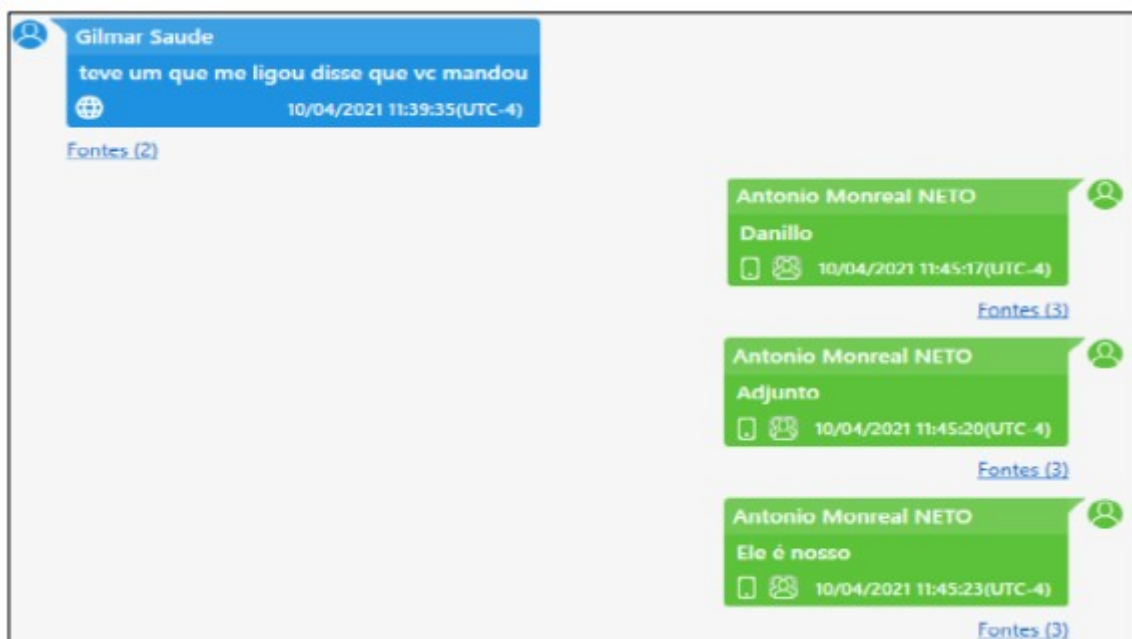 Gilmar Saude
teve um que me ligou disse que vc mandou
10/04/2021 11:39:35(UTC-4)
Fontes (2)
Antonio Monreal NETO
Danillo
10/04/2021 11:45:17(UTC-4)
Fontes (3)
Antonio Monreal NETO
Adjunto
10/04/2021 11:45:20(UTC-4)
Fontes (3)
Antonio Monreal NETO
Ele é nosso
10/04/2021 11:45:23(UTC-4)
Fontes (3)